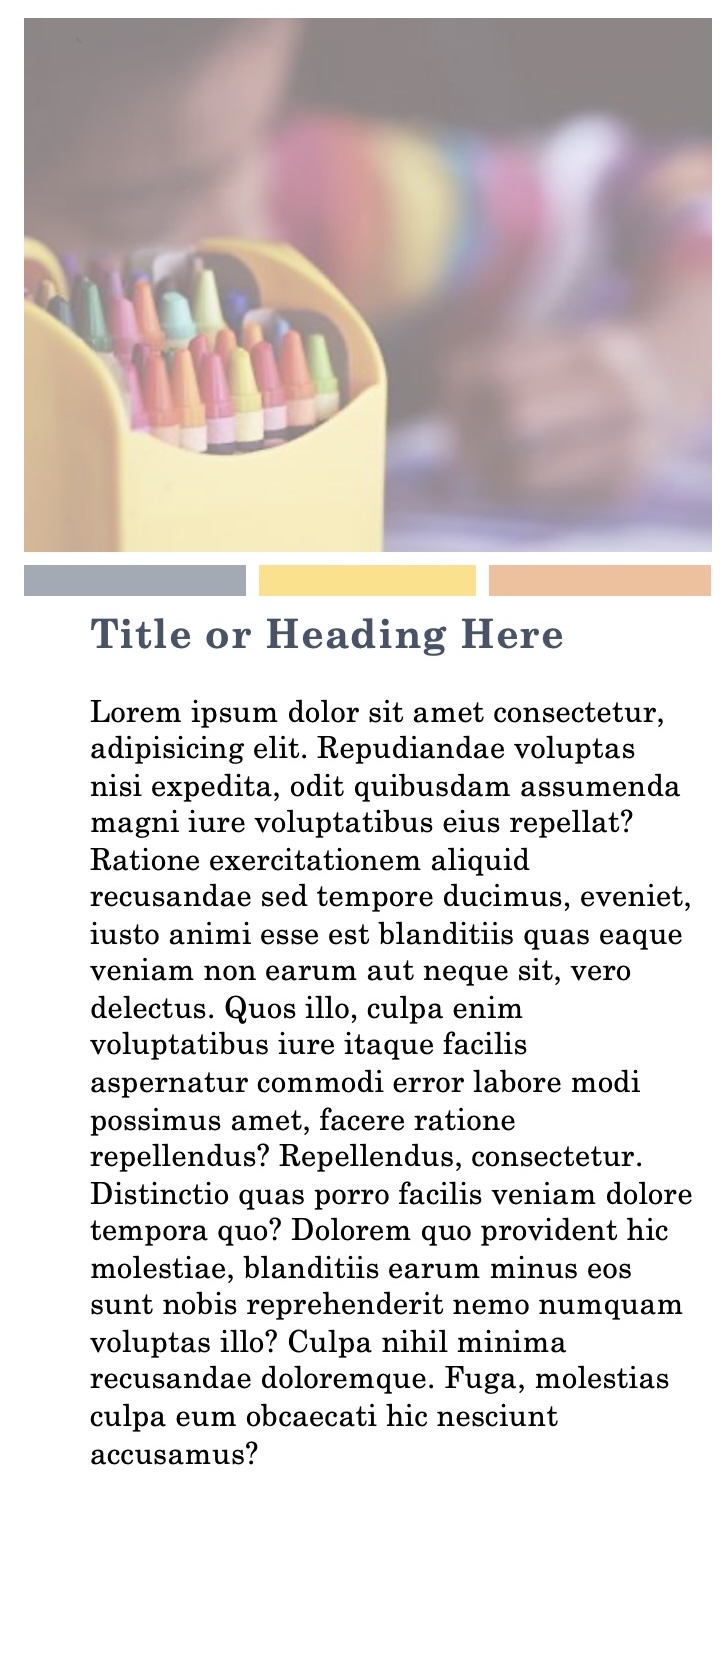 Title or Heading Here
Lorem ipsum dolor sit amet consectetur,
adipisicing elit. Repudiandae voluptas
nisi expedita, odit quibusdam assumenda
magni iure voluptatibus eius repellat?
Ratione exercitationem aliquid
recusandae sed tempore ducimus, eveniet,
iusto animi esse est blanditiis quas eaque
veniam non earum aut neque sit, vero
delectus. Quos illo, culpa enim
voluptatibus iure itaque facilis
aspernatur commodi error labore modi
possimus amet, facere ratione
repellendus? Repellendus, consectetur.
Distinctio quas porro facilis veniam dolore
tempora quo? Dolorem quo provident hic
molestiae, blanditiis earum minus eos
sunt nobis reprehenderit nemo numquam
voluptas illo? Culpa nihil minima
recusandae doloremque. Fuga, molestias
culpa eum obcaecati hic nesciunt
accusamus?